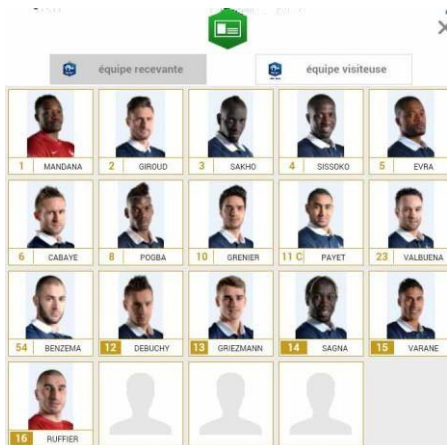 équipe recevante équipe visiteuse
1 MANDANA 2 GIROUD 3 SAKHO 4 SISSOKO 5 EVRA
6 CABAYE 8 POGBA 10 GRENIER 11 C PAYET 23 VALBUENA
54 BENZEMA 12 DEBUCHY 13 GRIEZMANN 14 SAGNA 15 VARANE
16 RUFFIER